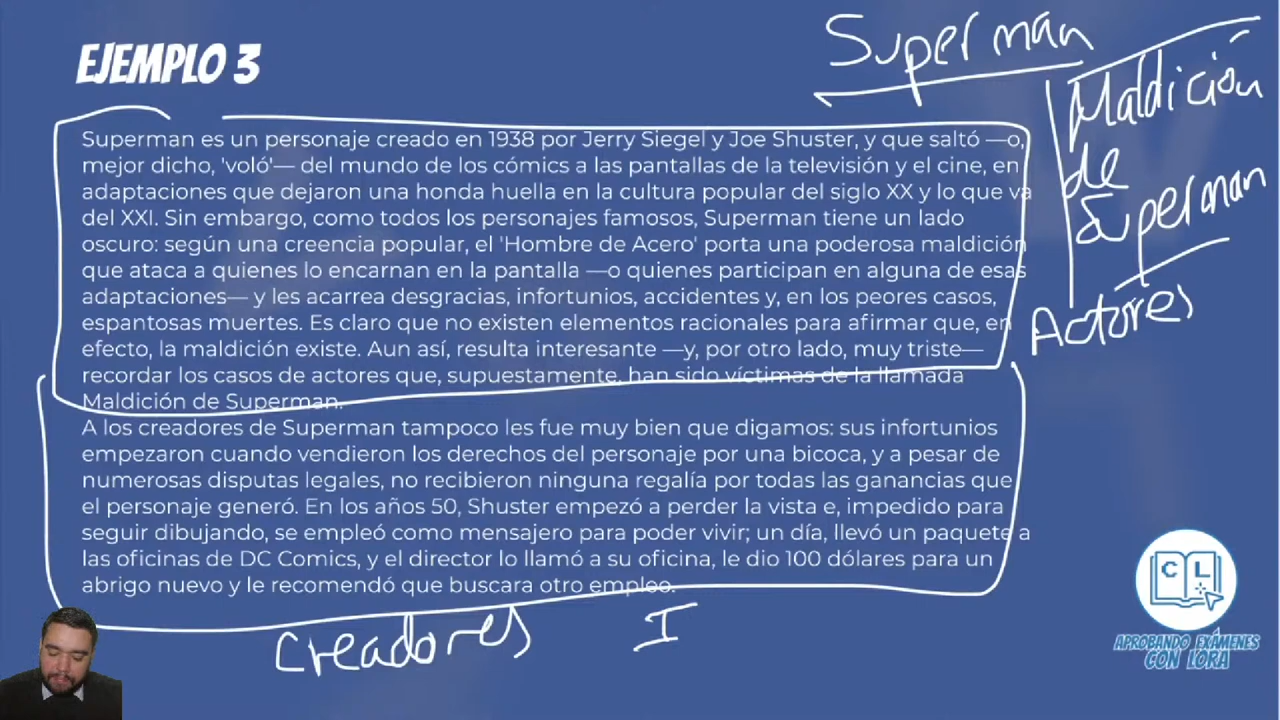 Superman
EJEMPLO 3
Maldición
de
Superman
Actores
Superman es un personaje creado en 1938 por Jerry Siegel y Joe Shuster, y que saltó —o,
mejor dicho, 'voló'— del mundo de los cómics a las pantallas de la televisión y el cine, en
adaptaciones que dejaron una honda huella en la cultura popular del siglo XX y lo que va
del XXI. Sin embargo, como todos los personajes famosos, Superman tiene un lado
oscuro: según una creencia popular, el 'Hombre de Acero' porta una poderosa maldición
que ataca a quienes lo encarnan en la pantalla —o quienes participan en alguna de esas
adaptaciones— y les acarrea desgracias, infortunios, accidentes y, en los peores casos,
espantosas muertes. Es claro que no existen elementos racionales para afirmar que, en
efecto, la maldición existe. Aun así, resulta interesante —y, por otro lado, muy triste—
recordar los casos de actores que, supuestamente, han sido víctimas de la llamada
Maldición de Superman.
A los creadores de Superman tampoco les fue muy bien que digamos: sus infortunios
empezaron cuando vendieron los derechos del personaje por una bicoca, y a pesar de
numerosas disputas legales, no recibieron ninguna regalía por todas las ganancias que
el personaje generó. En los años 50, Shuster empezó a perder la vista e, impedido para
seguir dibujando, se empleó como mensajero para poder vivir; un día, llevó un paquete a
las oficinas de DC Comics, y el director lo llamó a su oficina, le dio 100 dólares para un
abrigo nuevo y le recomendó que buscara otro empleo.
Creadores I
C L
APROBANDO EXÁMENES
CON LORA